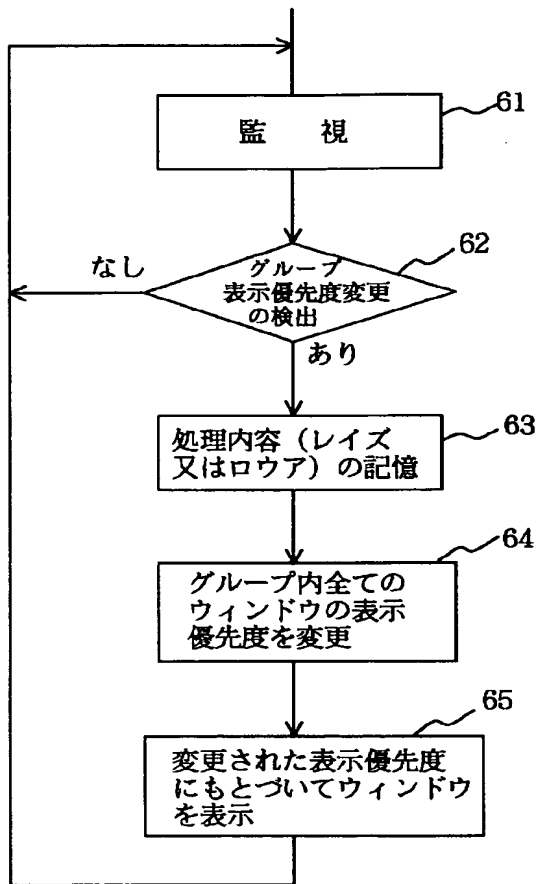 61
監 視
62
なし
グループ
表示優先度変更
の検出
あり
63
処理内容（レイズ
又はロウア）の記憶
64
グループ内全ての
ウィンドウの表示
優先度を変更
65
変更された表示優先度
にもとづいてウィンドウ
を表示